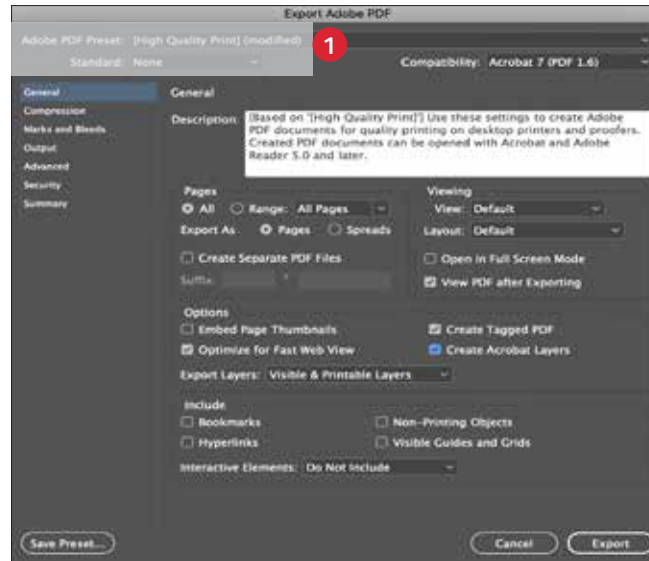 Export Adobe PDF
Adobe PDF Preset: [High Quality Print] (modified)
1
Standard: None
Compatibility: Acrobat 7 (PDF 1.6)
General
Compression
Marks and Bleeds
Output
Advanced
Security
Summary
General
Description: [Based on '[High Quality Print]'] Use these settings to create Adobe
PDF documents for quality printing on desktop printers and proofers.
Created PDF documents can be opened with Acrobat and Adobe
Reader 5.0 and later.
Pages
All Range: All Pages
Export As: Pages Spreads
Create Separate PDF Files
Suffix:
Viewing
View: Default
Layout: Default
Open in Full Screen Mode
View PDF after Exporting
Options
Embed Page Thumbnails
Create Tagged PDF
Optimize for Fast Web View
Create Acrobat Layers
Export Layers: Visible & Printable Layers
Include
Bookmarks
Non-Printing Objects
Hyperlinks
Visible Guides and Grids
Interactive Elements: Do Not Include
Save Preset...
Cancel
Export